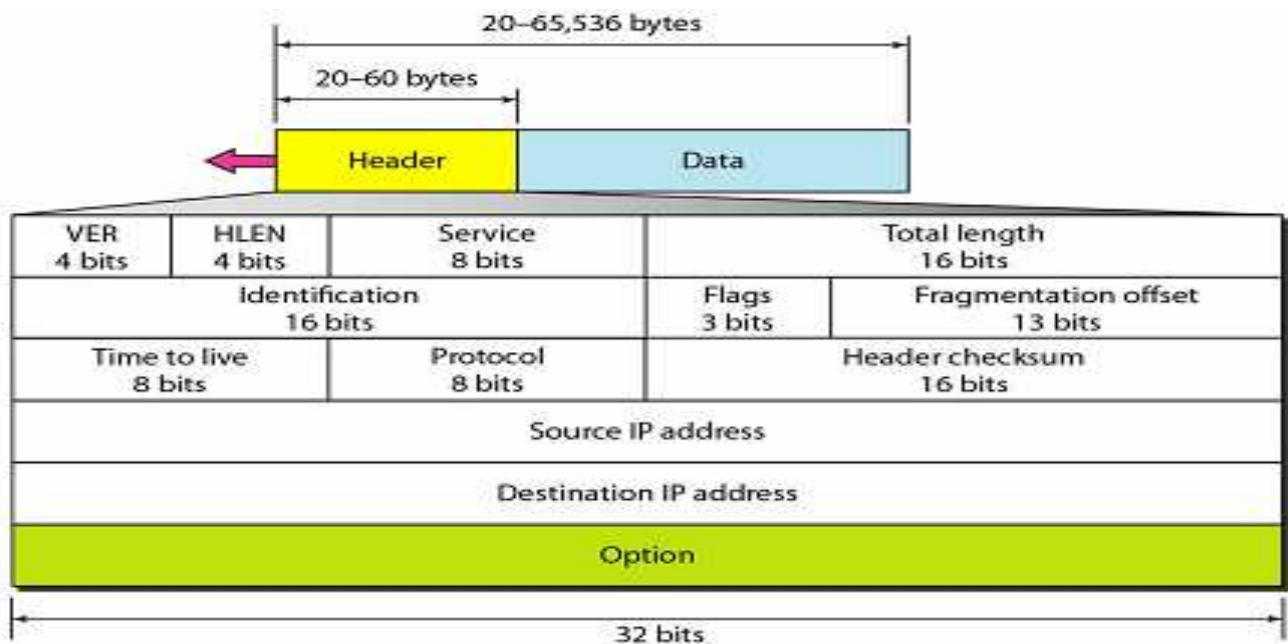 20–65,536 bytes
20–60 bytes
Header Data
VER HLEN Service Total length
4 bits 4 bits 8 bits 16 bits
Identification Flags Fragmentation offset
16 bits 3 bits 13 bits
Time to live Protocol Header checksum
8 bits 8 bits 16 bits
Source IP address
Destination IP address
Option
32 bits